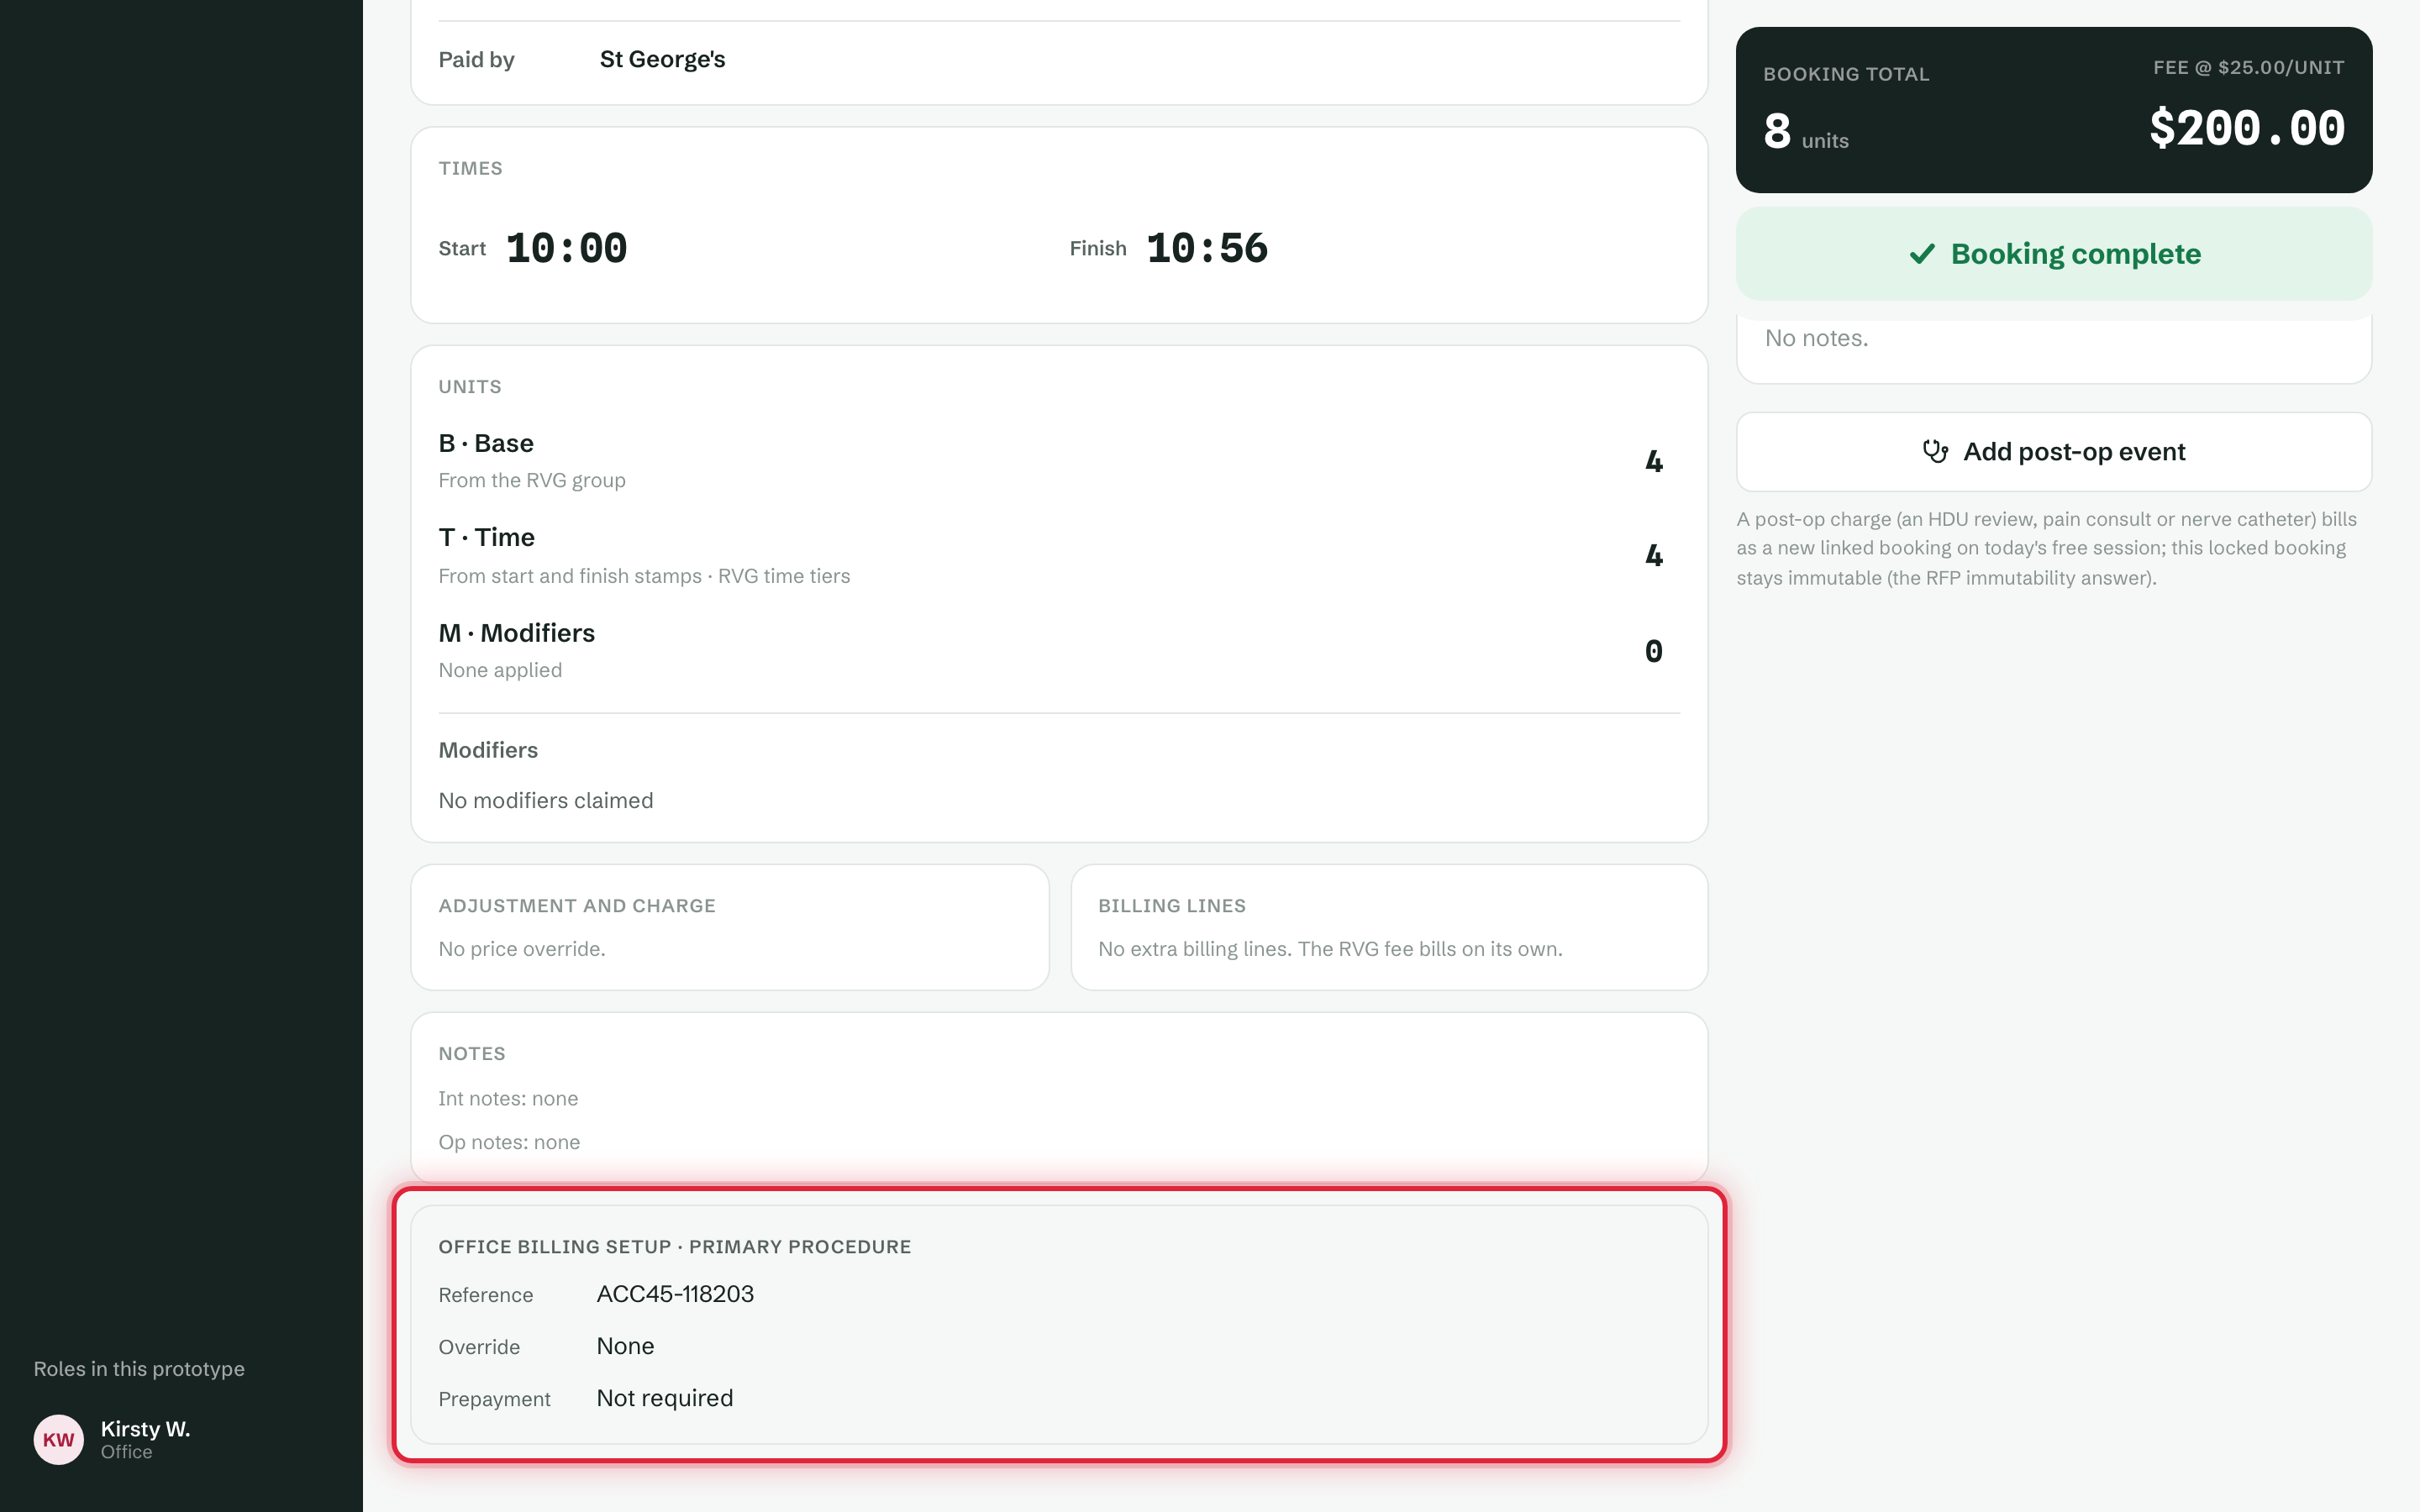 Paid by
St George's
TIMES
Start 10:00
Finish 10:56
UNITS
B · Base
From the RVG group
4
T · Time
From start and finish stamps · RVG time tiers
4
M · Modifiers
None applied
0
Modifiers
No modifiers claimed
ADJUSTMENT AND CHARGE
No price override.
BILLING LINES
No extra billing lines. The RVG fee bills on its own.
NOTES
Int notes: none
Op notes: none
OFFICE BILLING SETUP · PRIMARY PROCEDURE
Reference ACC45-118203
Override None
Prepayment Not required
BOOKING TOTAL
8 units
FEE @ $25.00/UNIT
$200.00
Booking complete
No notes.
Add post-op event
A post-op charge (an HDU review, pain consult or nerve catheter) bills
as a new linked booking on today's free session; this locked booking
stays immutable (the RFP immutability answer).
Roles in this prototype
KW
Kirsty W.
Office